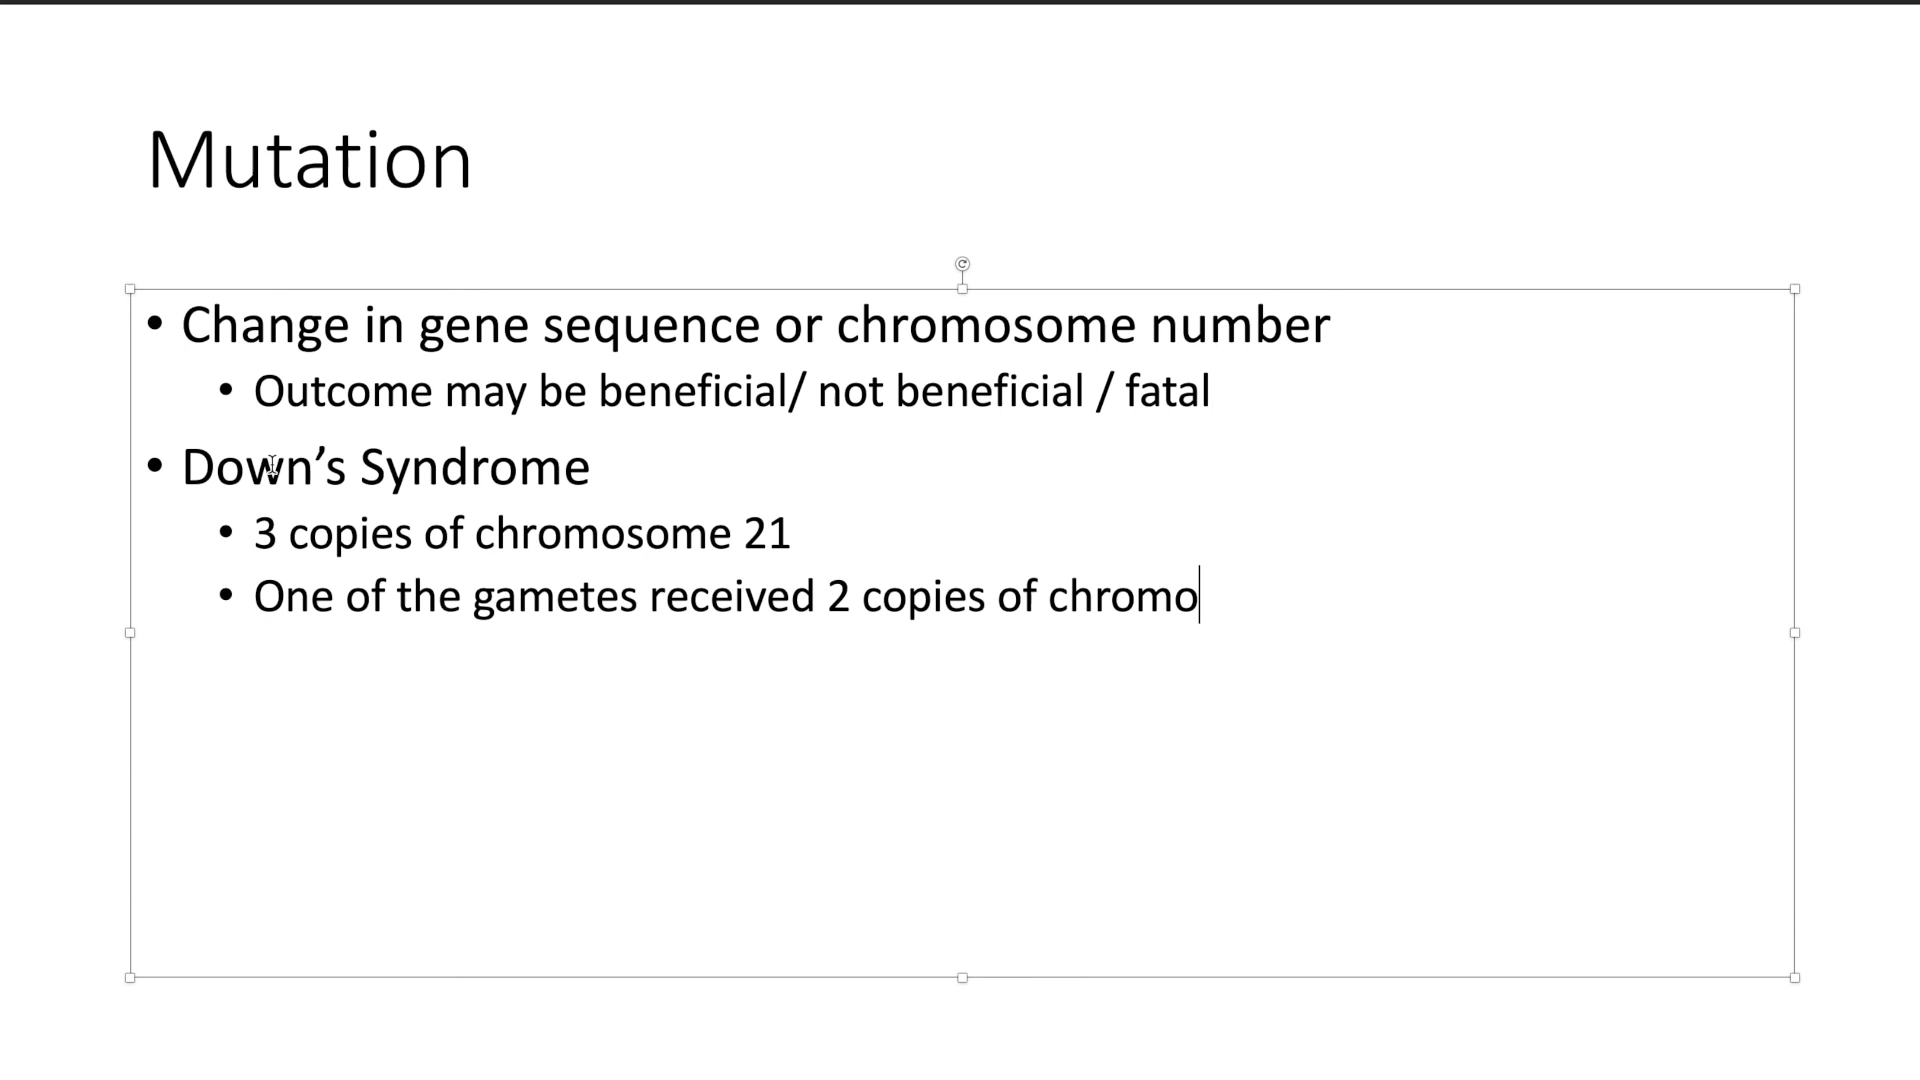 Mutation
• Change in gene sequence or chromosome number
• Outcome may be beneficial/ not beneficial / fatal
• Down’s Syndrome
• 3 copies of chromosome 21
• One of the gametes received 2 copies of chromo